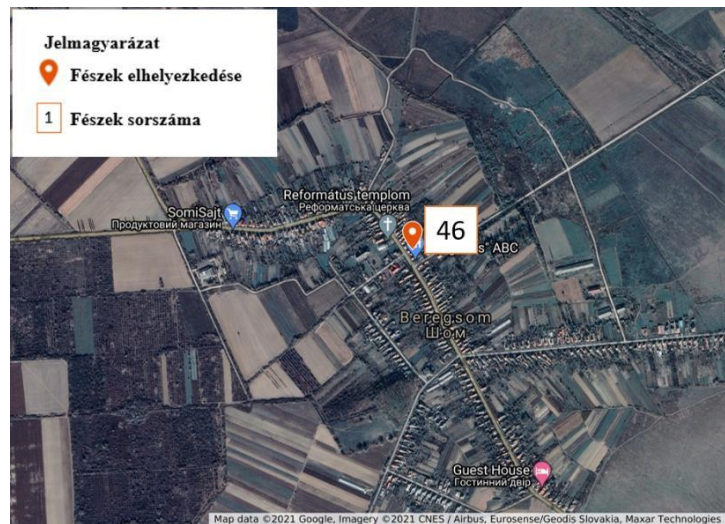 Jelmagyarázat
Fészek elhelyezkedése
1 Fészek sorszáma
Református templom
Реформатська церква
SomiSajt
Продуктовий магазин
46
s" ABC
Beregsom
Шом
Guest House
Гостинний двір
Map data ©2021 Google, Imagery ©2021 CNES / Airbus, Eurosense/Geodis Slovakia, Maxar Technologies